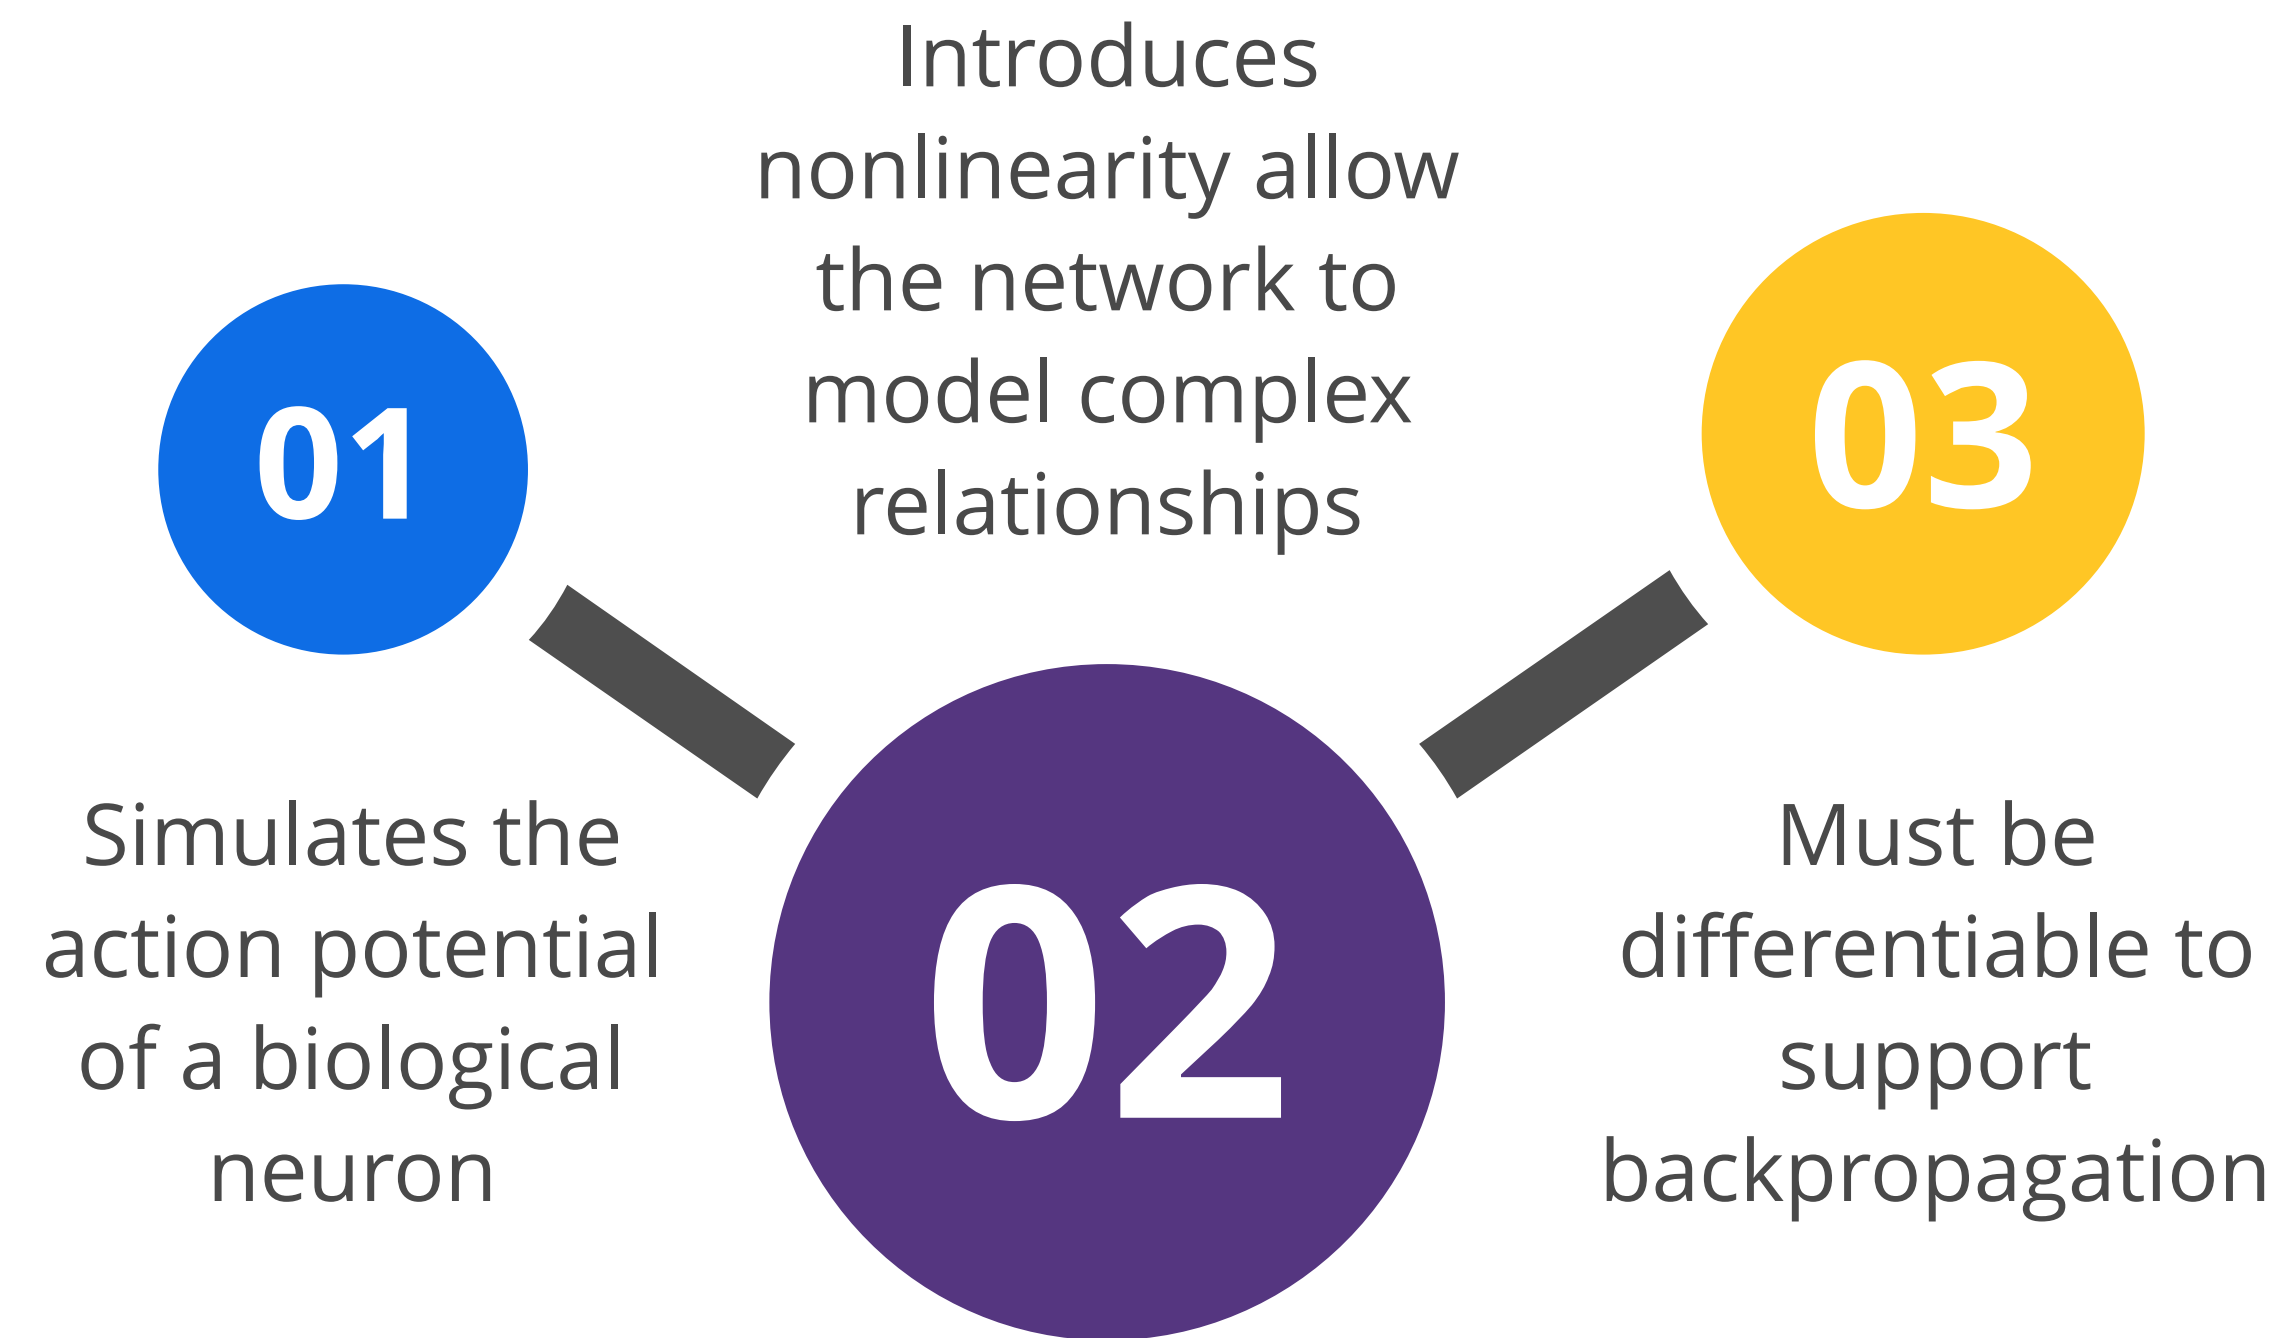 01
Simulates the
action potential
of a biological
neuron
Introduces
nonlinearity allow
the network to
model complex
relationships
02
03
Must be
differentiable to
support
backpropagation